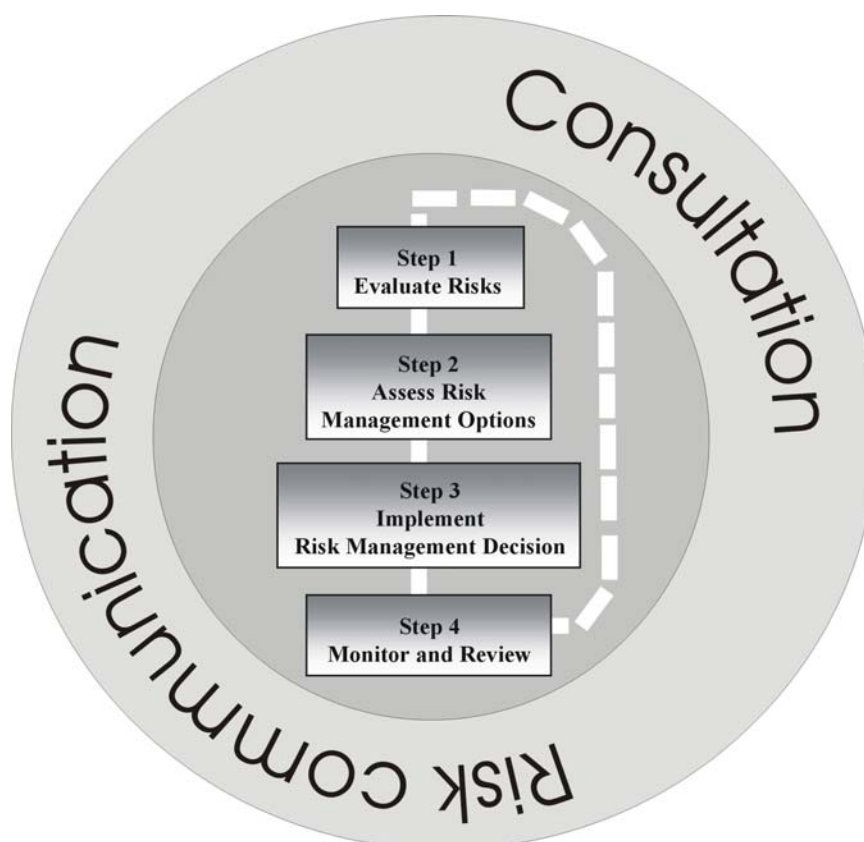 Consultation
Step 1
Evaluate Risks
Step 2
Assess Risk
Management Options
Step 3
Implement
Risk Management Decision
Step 4
Monitor and Review
Risk Communication